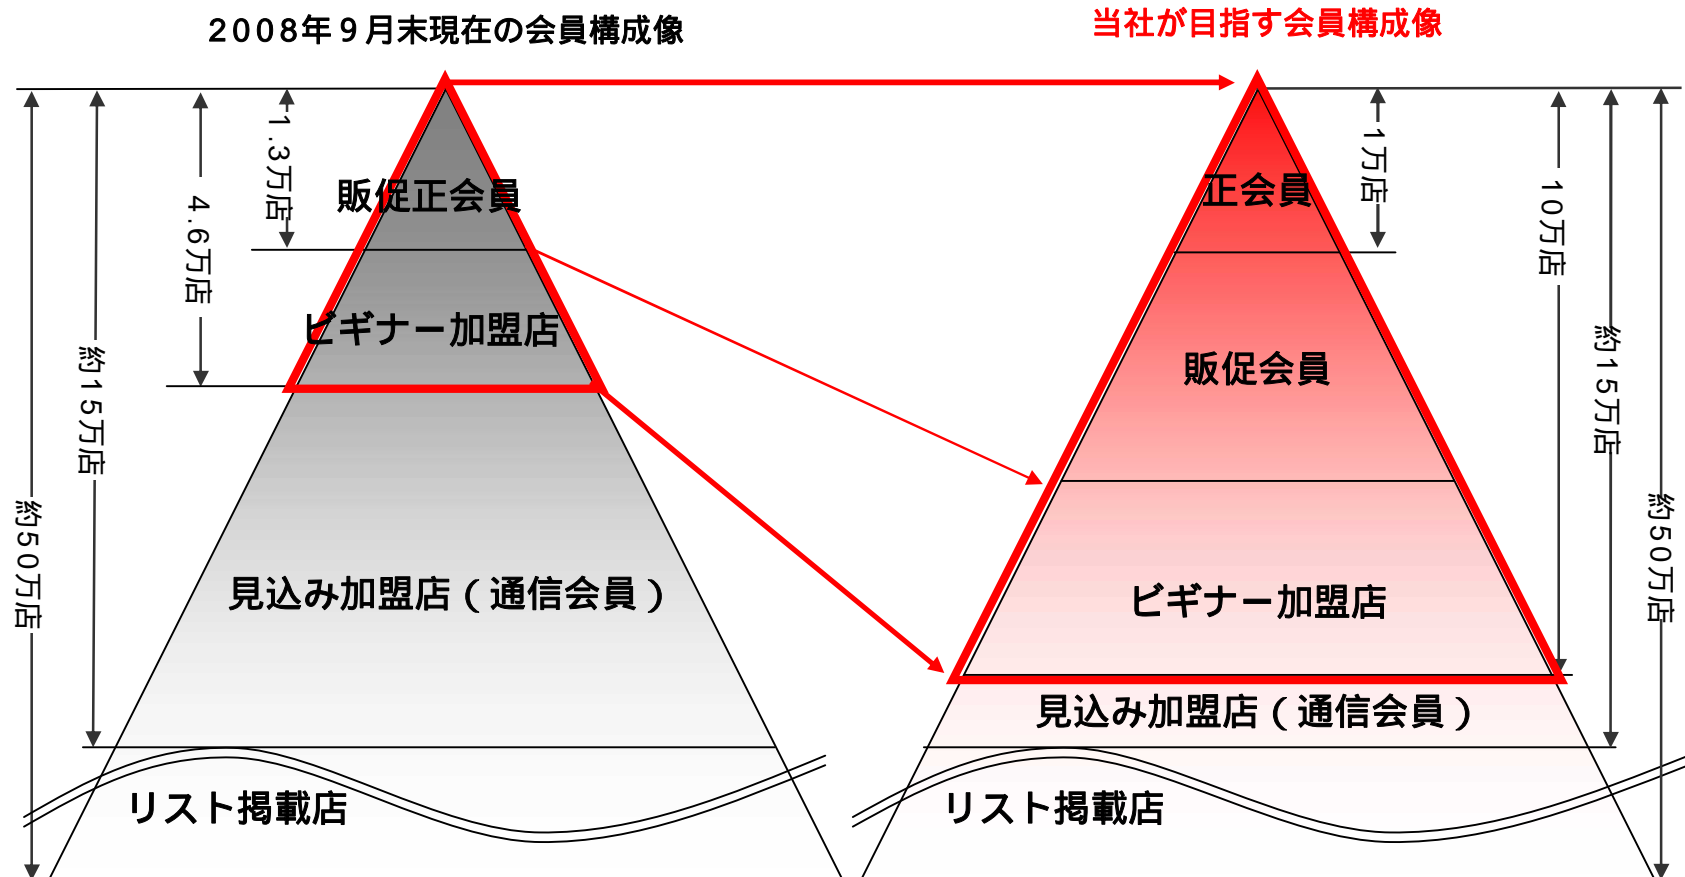 2008年9月末現在の会員構成像
当社が目指す会員構成像
1.3万店
4.6万店
約15万店
約50万店
販促正会員
ビギナー加盟店
見込み加盟店(通信会員)
リスト掲載店
正会員
販促会員
ビギナー加盟店
見込み加盟店(通信会員)
リスト掲載店
1万店
10万店
約15万店
約50万店